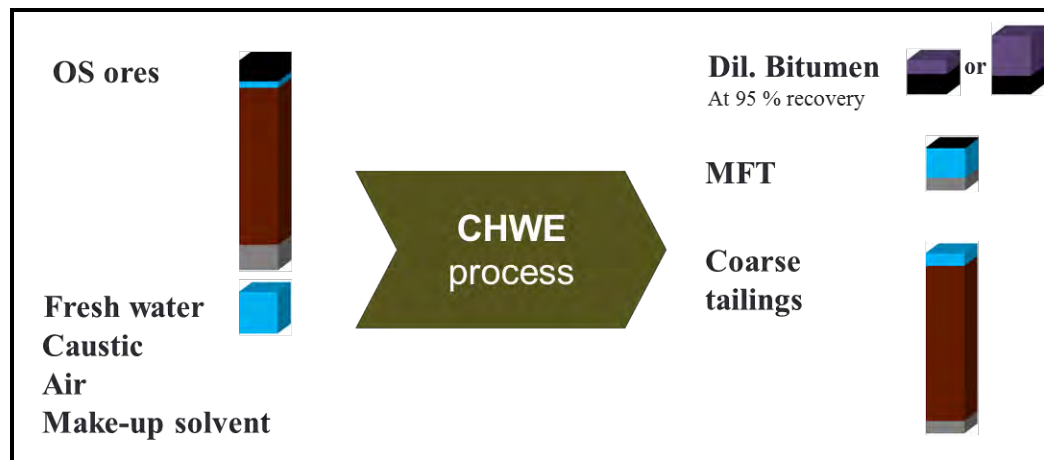 OS ores
Fresh water
Caustic
Air
Make-up solvent
CHWE
process
Dil. Bitumen
or
At 95 % recovery
MFT
Coarse
tailings